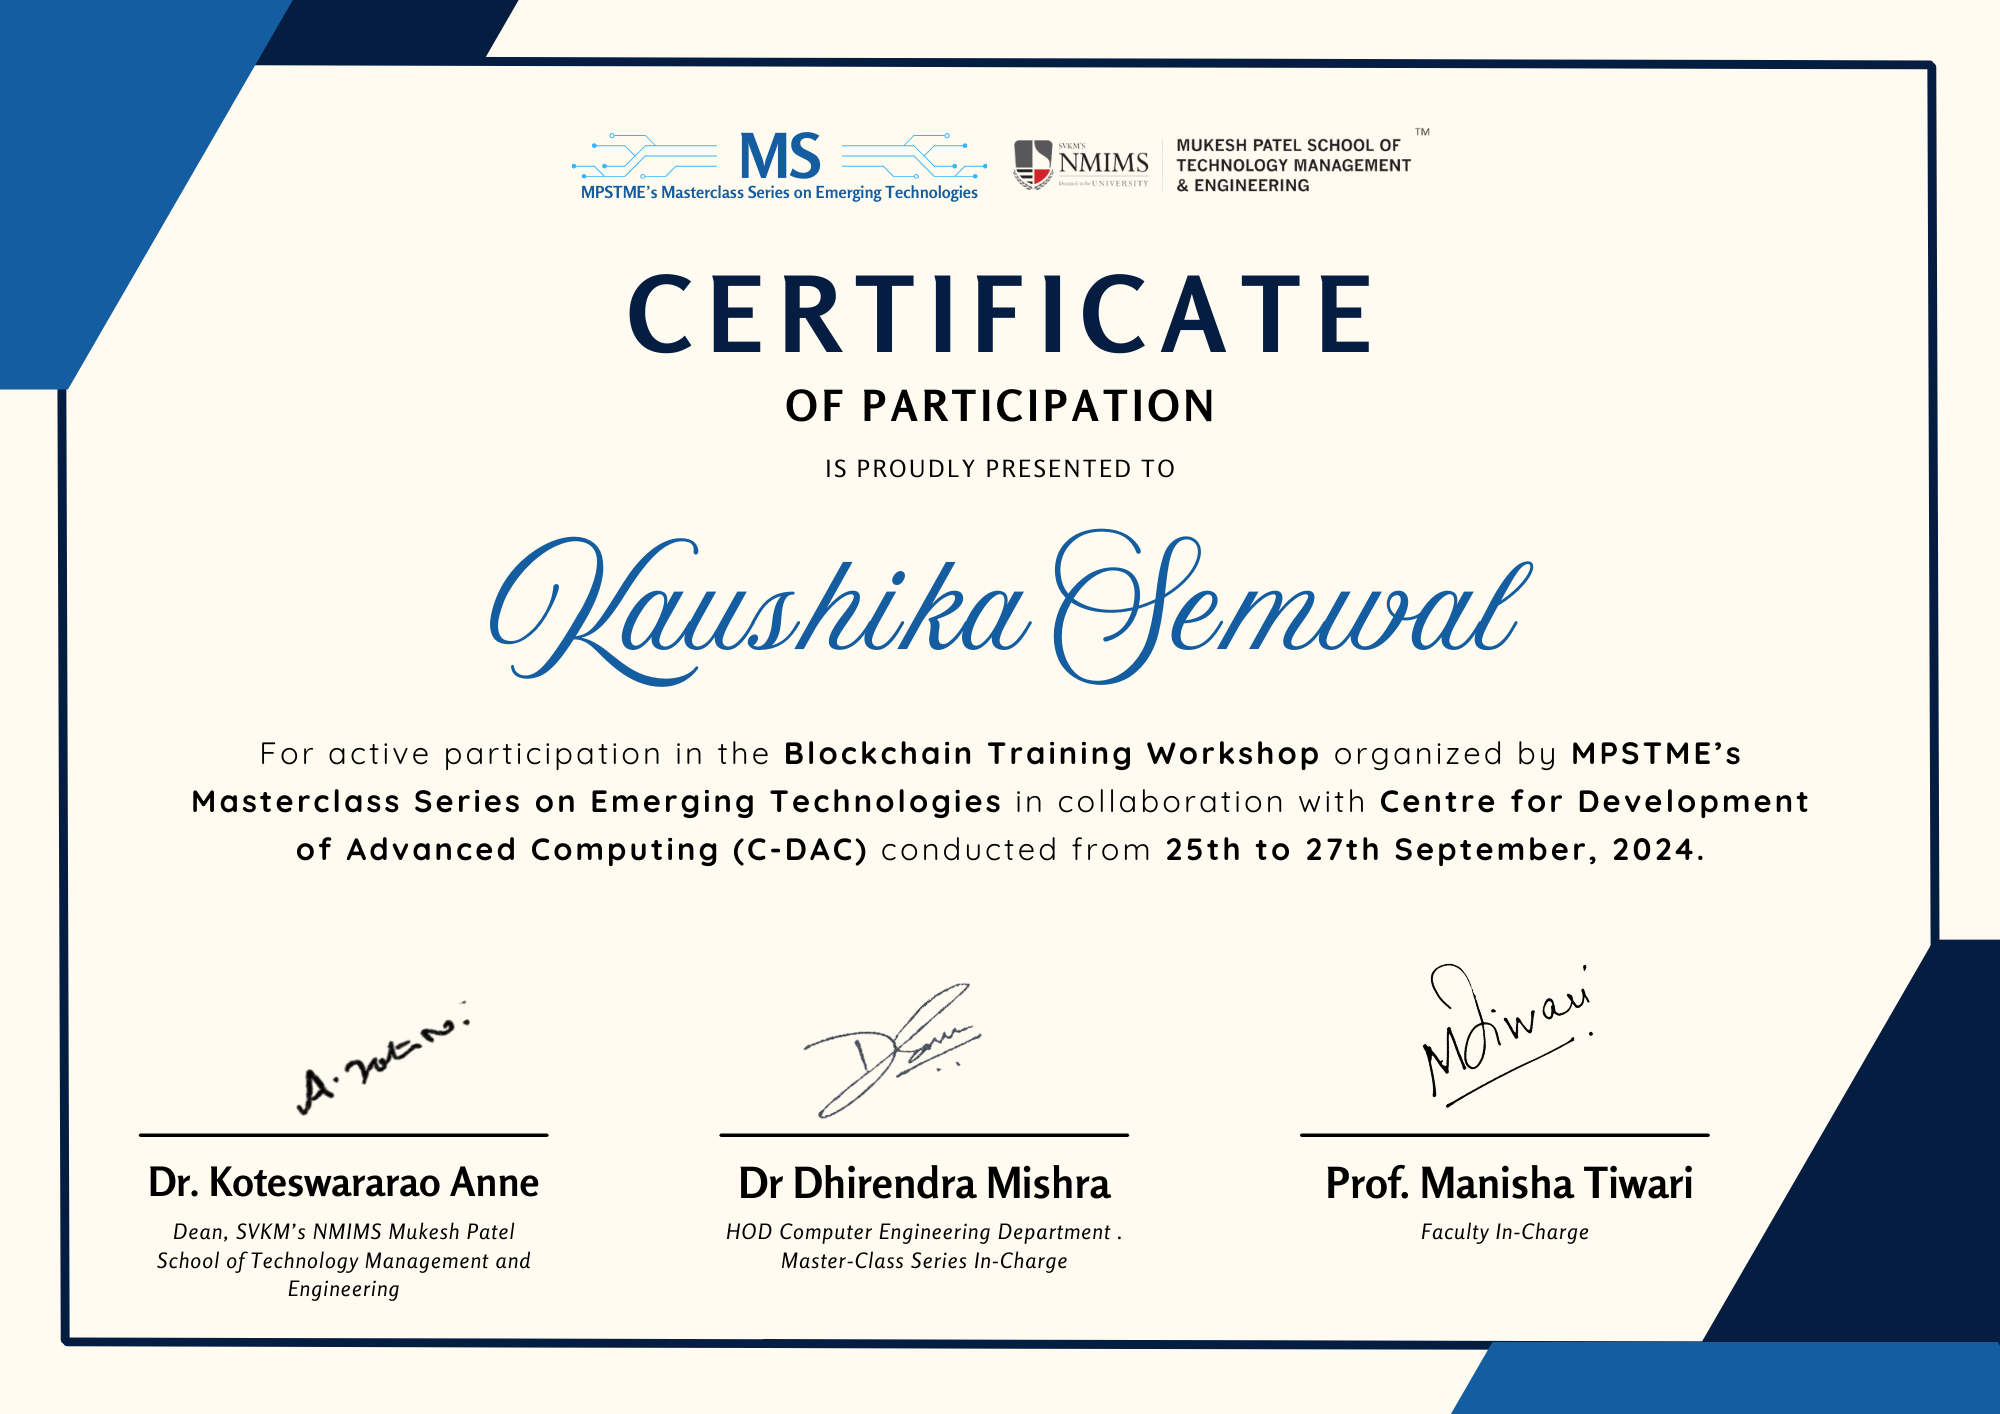 MS
MPSTME's Masterclass Series on Emerging Technologies
SVKM'S
NMIMS
Deemed to be UNIVERSITY
MUKESH PATEL SCHOOL OF
TECHNOLOGY MANAGEMENT
& ENGINEERING
TM
CERTIFICATE
OF PARTICIPATION
IS PROUDLY PRESENTED TO
Kaushika Semwal
For active participation in the Blockchain Training Workshop organized by MPSTME's
Masterclass Series on Emerging Technologies in collaboration with Centre for Development
of Advanced Computing (C-DAC) conducted from 25th to 27th September, 2024.
MTiwari
Dr. Koteswararao Anne
Dean, SVKM's NMIMS Mukesh Patel
School of Technology Management and
Engineering
Dr Dhirendra Mishra
HOD Computer Engineering Department .
Master-Class Series In-Charge
Prof. Manisha Tiwari
Faculty In-Charge